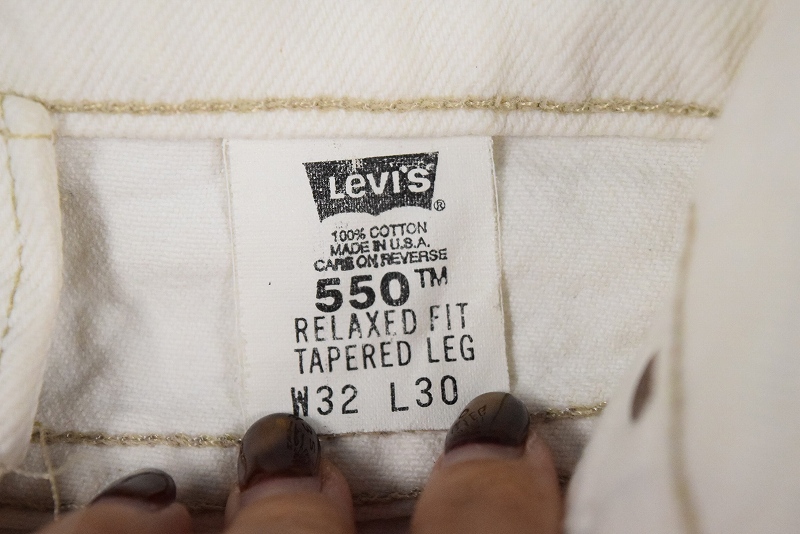 Levi's ®
100% COTTON
MADE IN U.S.A.
CARE ON REVERSE
550™
RELAXED FIT
TAPERED LEG
W32 L30